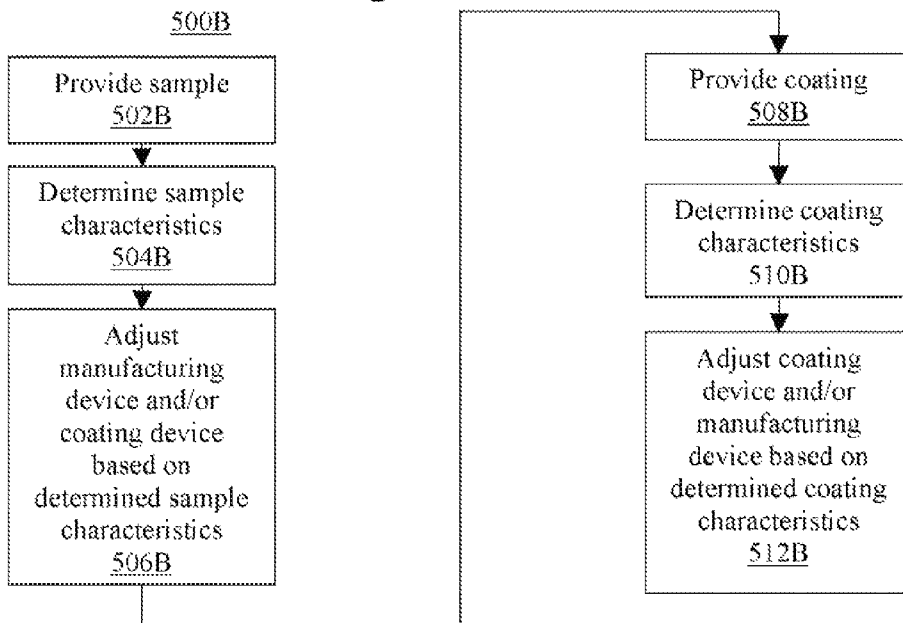 500B
Provide sample
502B
Determine sample
characteristics
504B
Adjust
manufacturing
device and/or
coating device
based on
determined sample
characteristics
506B
Provide coating
508B
Determine coating
characteristics
510B
Adjust coating
device and/or
manufacturing
device based on
determined coating
characteristics
512B